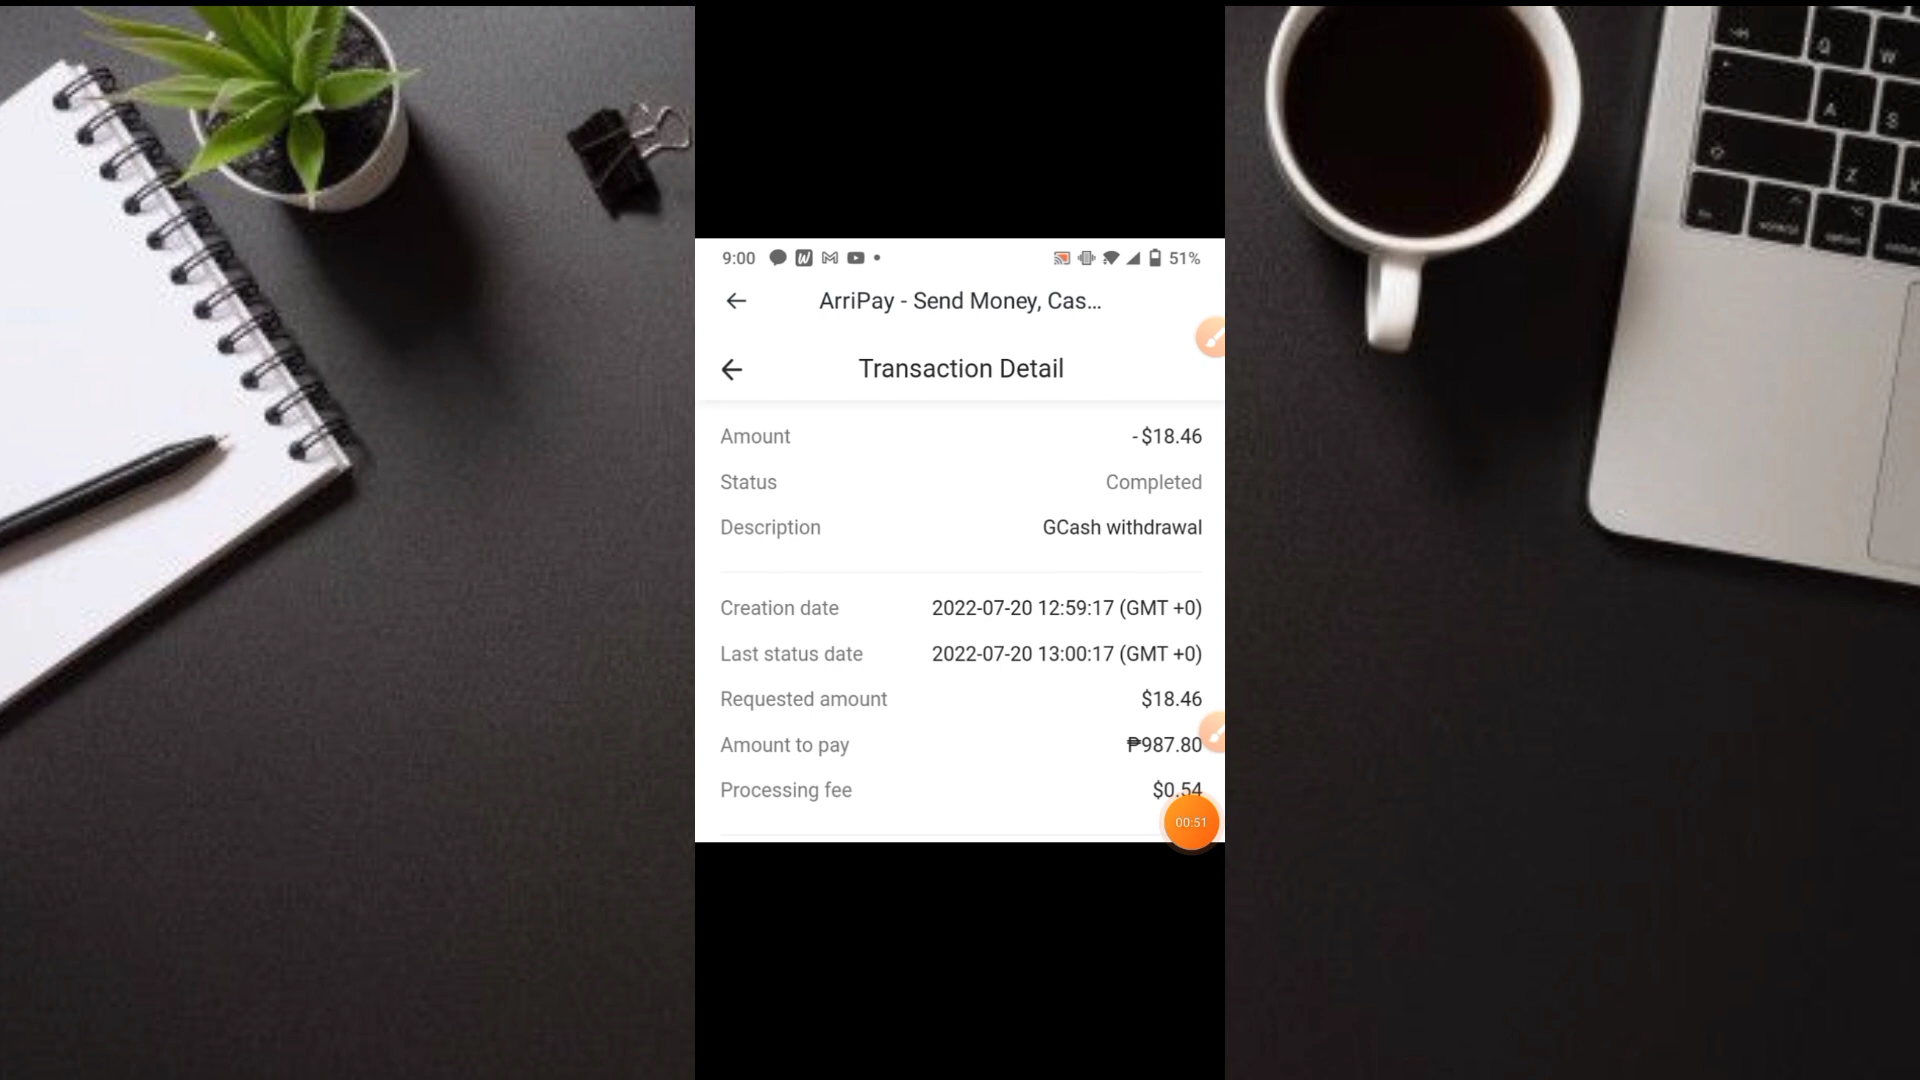 9:00 51%
ArriPay - Send Money, Cas...
Transaction Detail
Amount -$18.46
Status Completed
Description GCash withdrawal
Creation date 2022-07-20 12:59:17 (GMT +0)
Last status date 2022-07-20 13:00:17 (GMT +0)
Requested amount $18.46
Amount to pay ₱987.80
Processing fee $0.54
00:51
Q W
A S
Z X